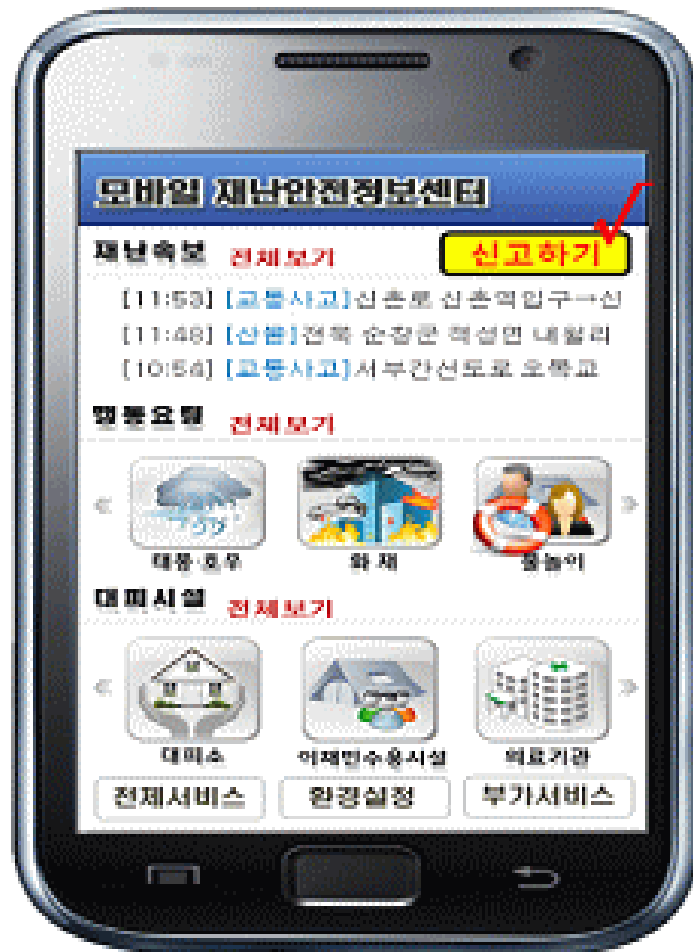 모바일 재난안전정보센터
재난속보 전체보기 신고하기
[11:53] [교통사고]신촌로 신촌역입구→신
[11:48] [산불]전북 순창군 적성면 내월리
[10:54] [교통사고]서부간선도로 오목교
행동요령 전체보기
태풍·호우 화 재 물놀이
대피시설 전체보기
대피소 이재민수용시설 의료기관
전체서비스 환경설정 부가서비스